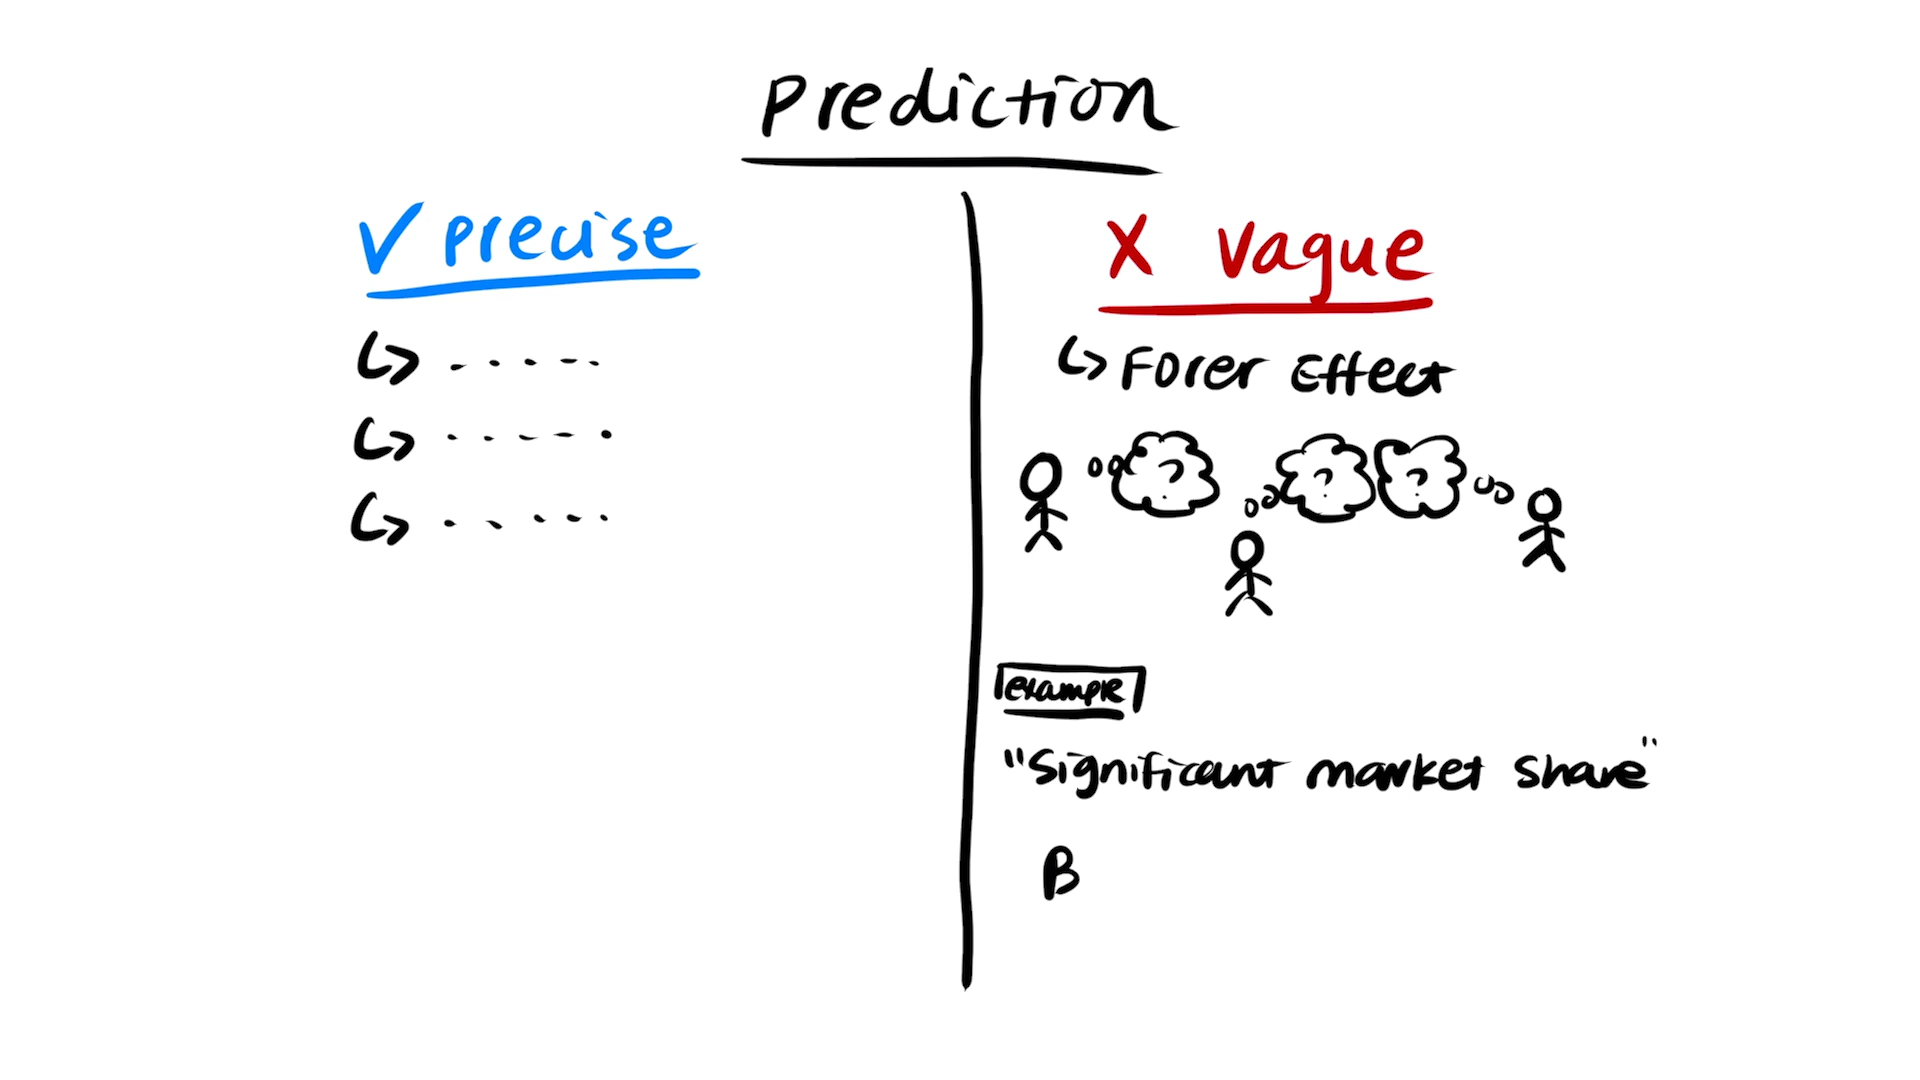 Prediction
✓ precise
X Vague
↳ Forer Effect
? ? ?
example
"Significant market share"
B